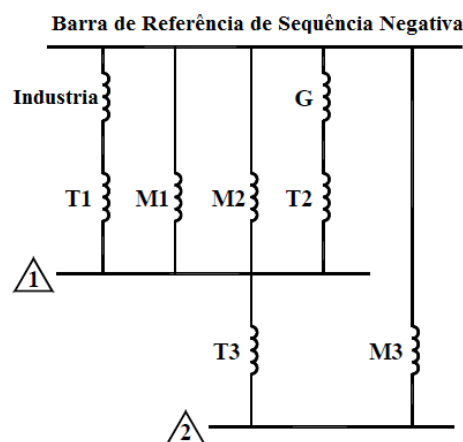 Barra de Referência de Sequência Negativa
Industria
G
T1 M1 M2 T2
1
T3 M3
2